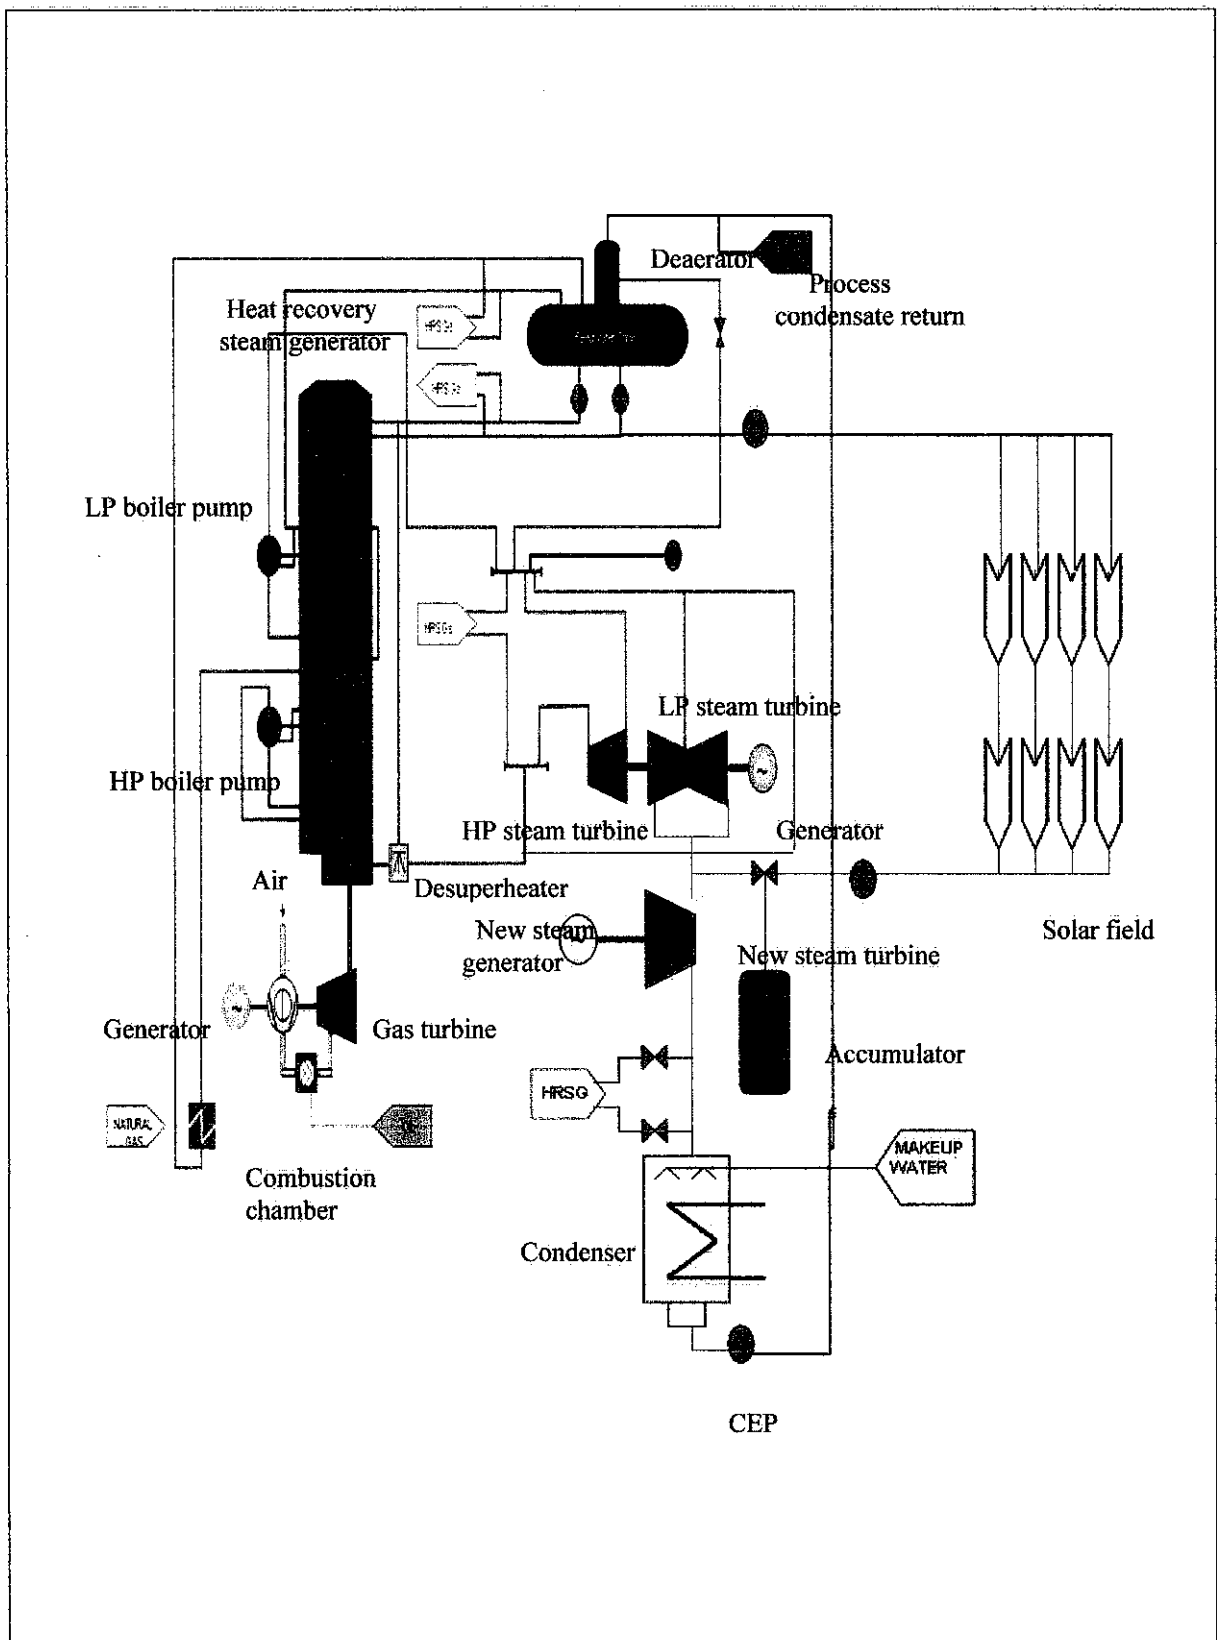 Deaerator
Process
condensate return
Heat recovery
steam generator
LP boiler pump
LP steam turbine
HP boiler pump
HP steam turbine
Generator
Air
Desuperheater
New steam
generator
New steam turbine
Solar field
Generator
Gas turbine
Accumulator
HRSG
NATURAL
GAS
MAKEUP
WATER
Combustion
chamber
Condenser
CEP